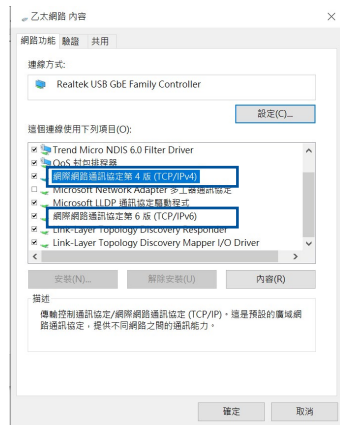 乙太網路 內容
網路功能 驗證 共用
連線方式:
Realtek USB GbE Family Controller
設定(C)...
這個連線使用下列項目(O):
Trend Micro NDIS 6.0 Filter Driver
QoS 封包排程器
網際網路通訊協定第 4 版 (TCP/IPv4)
Microsoft Network Adapter 多工器通訊協定
Microsoft LLDP 通訊協定驅動程式
網際網路通訊協定第 6 版 (TCP/IPv6)
Link-Layer Topology Discovery Responder
Link-Layer Topology Discovery Mapper I/O Driver
安裝(N)... 解除安裝(U) 內容(R)
描述
傳輸控制通訊協定/網際網路通訊協定 (TCP/IP)。這是預設的廣域網
路通訊協定，提供不同網路之間的通訊能力。
確定 取消